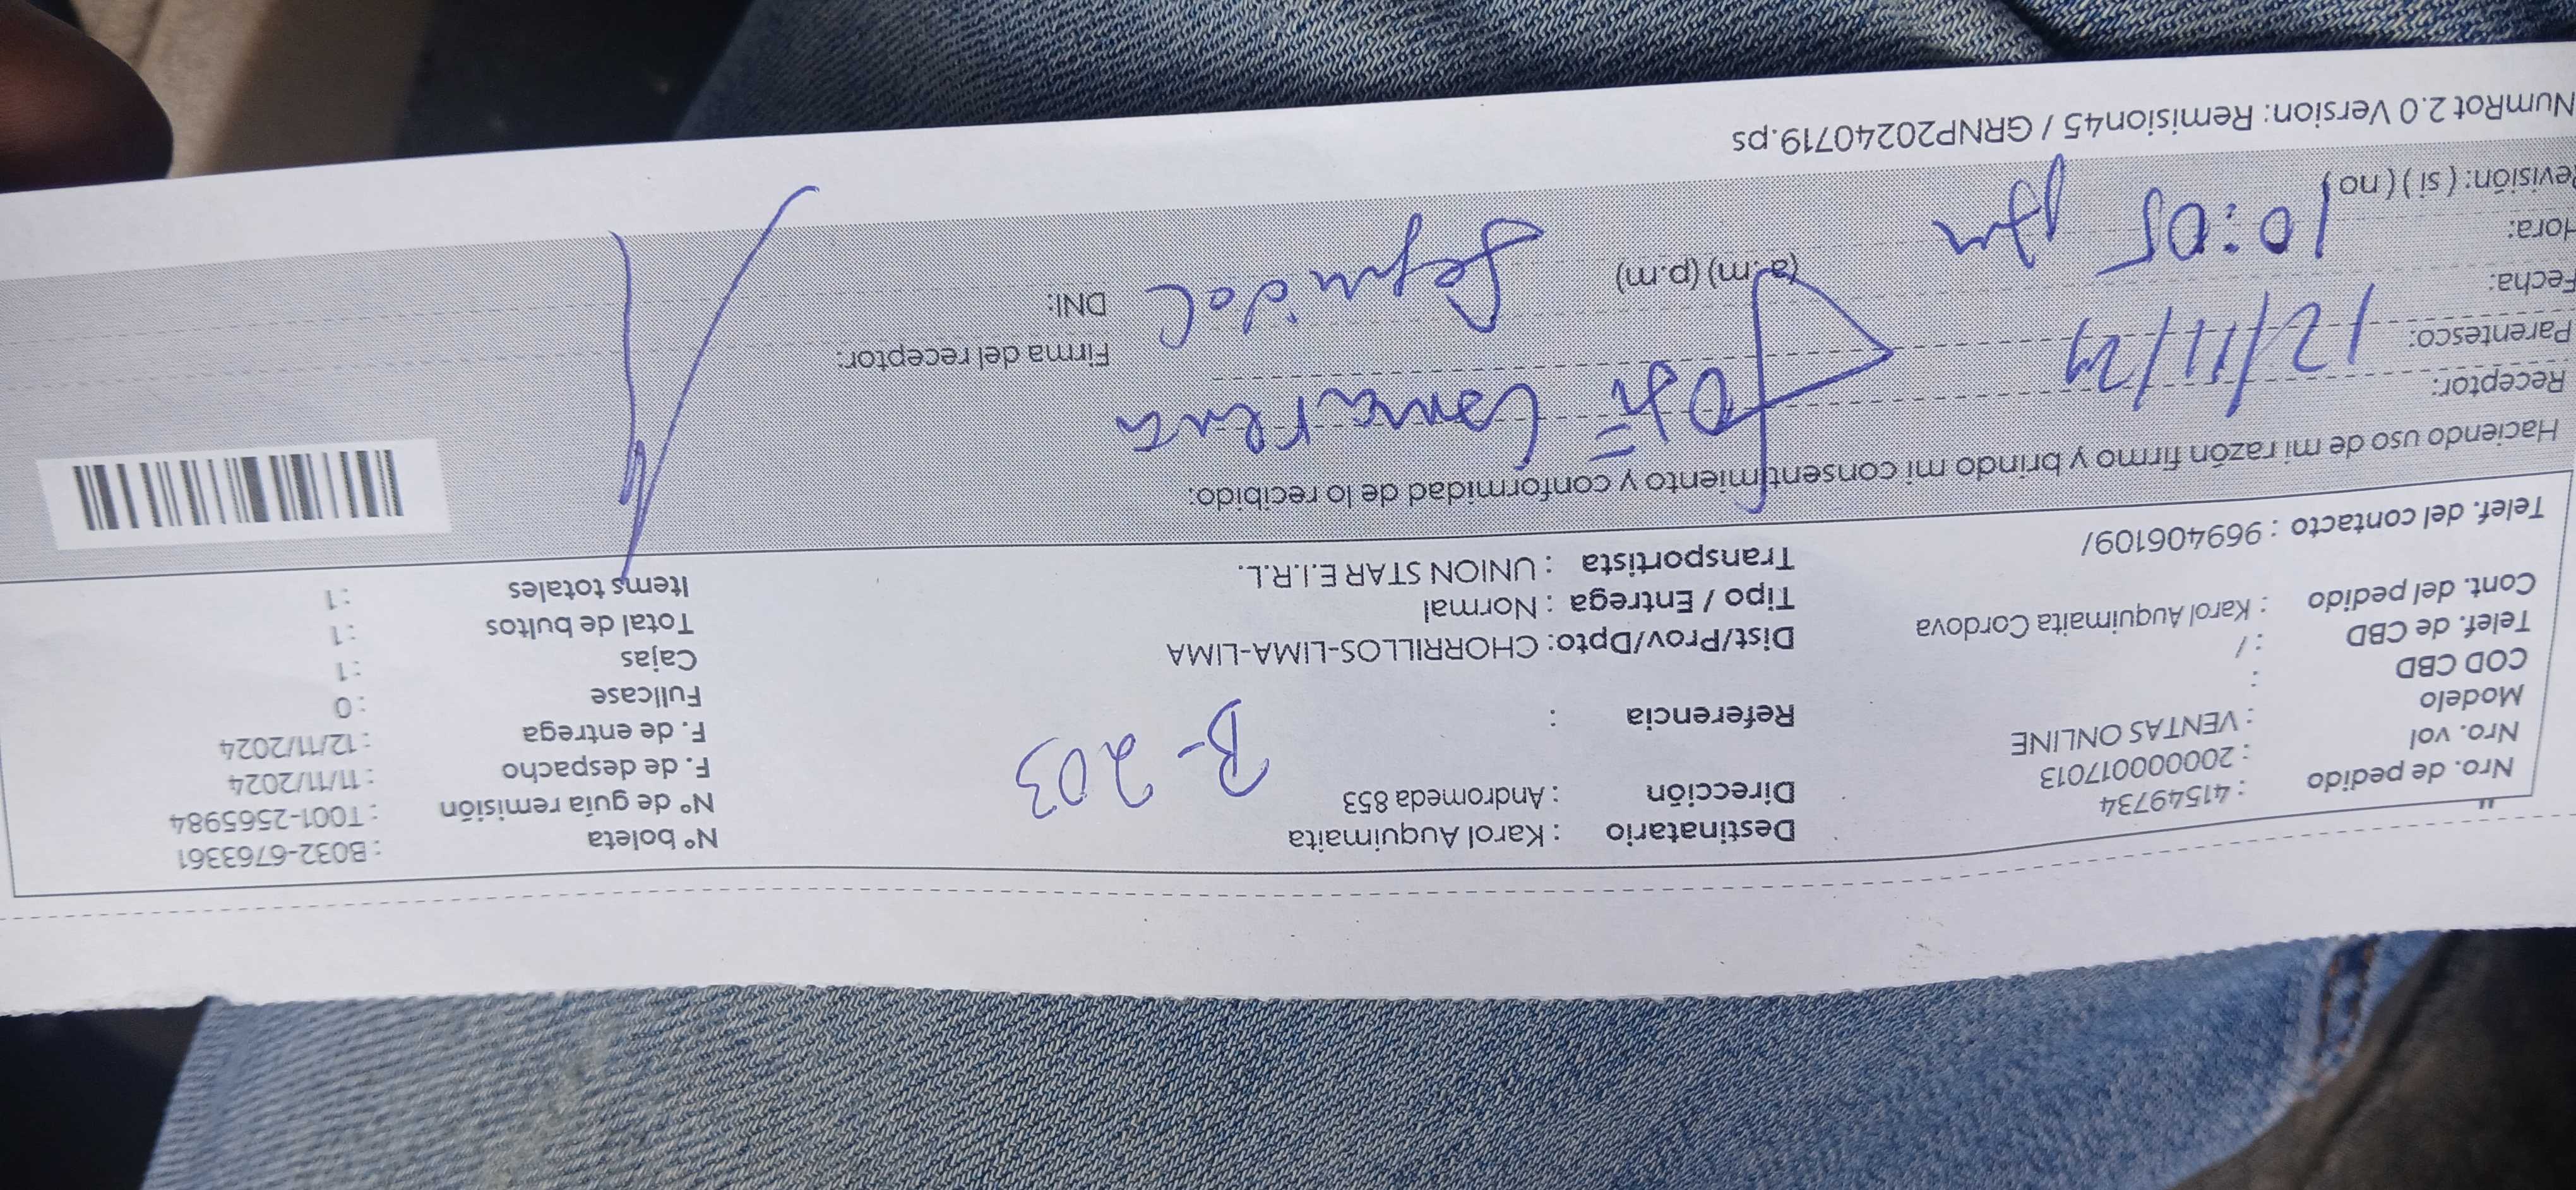 Nro. de pedido : 41549734
Nro. vol : 20000017013
Modelo : VENTAS ONLINE
COD CBD :
Telef. de CBD : /
Cont. del pedido : Karol Auquimaita Cordova
Telef. del contacto : 969406109/
Destinatario : Karol Auquimaita
Dirección : Andromeda 853
B-203
Referencia :
Dist/Prov/Dpto: CHORRILLOS-LIMA-LIMA
Tipo / Entrega : Normal
Transportista : UNION STAR E.I.R.L.
N° boleta : B032-6763361
N° de guía remisión : T001-2565984
F. de despacho : 11/11/2024
F. de entrega : 12/11/2024
Fullcase : 0
Cajas : 1
Total de bultos : 1
Items totales : 1
Haciendo uso de mi razón firmo y brindo mi consentimiento y conformidad de lo recibido:
Receptor:
Parentesco:
Fecha: 12/11/24
Hora: 10:05 (a.m) (p.m)
Revisión: ( si ) ( no )
Firma del receptor:
DNI:
NumRot 2.0 Version: Remision45 / GRNP20240719.ps